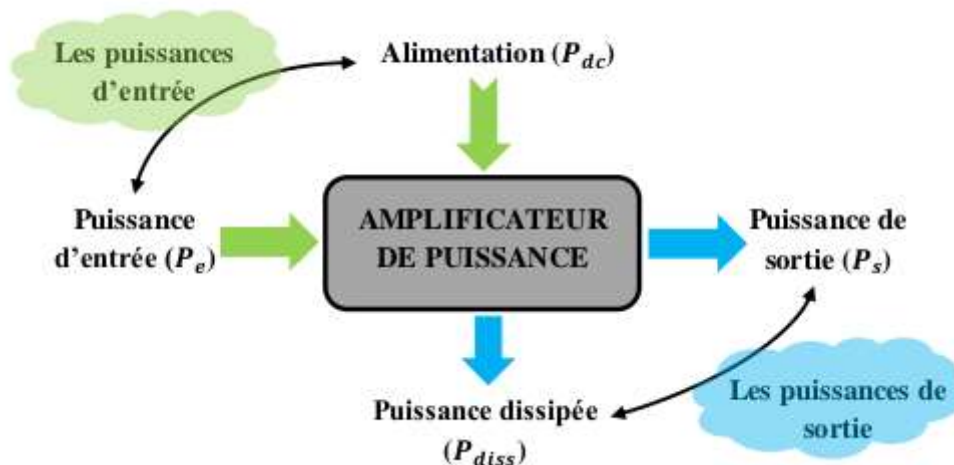 Les puissances
d’entrée
Alimentation (P_dc)
Puissance
d’entrée (P_e)
AMPLIFICATEUR
DE PUISSANCE
Puissance de
sortie (P_s)
Puissance dissipée
(P_diss)
Les puissances de
sortie